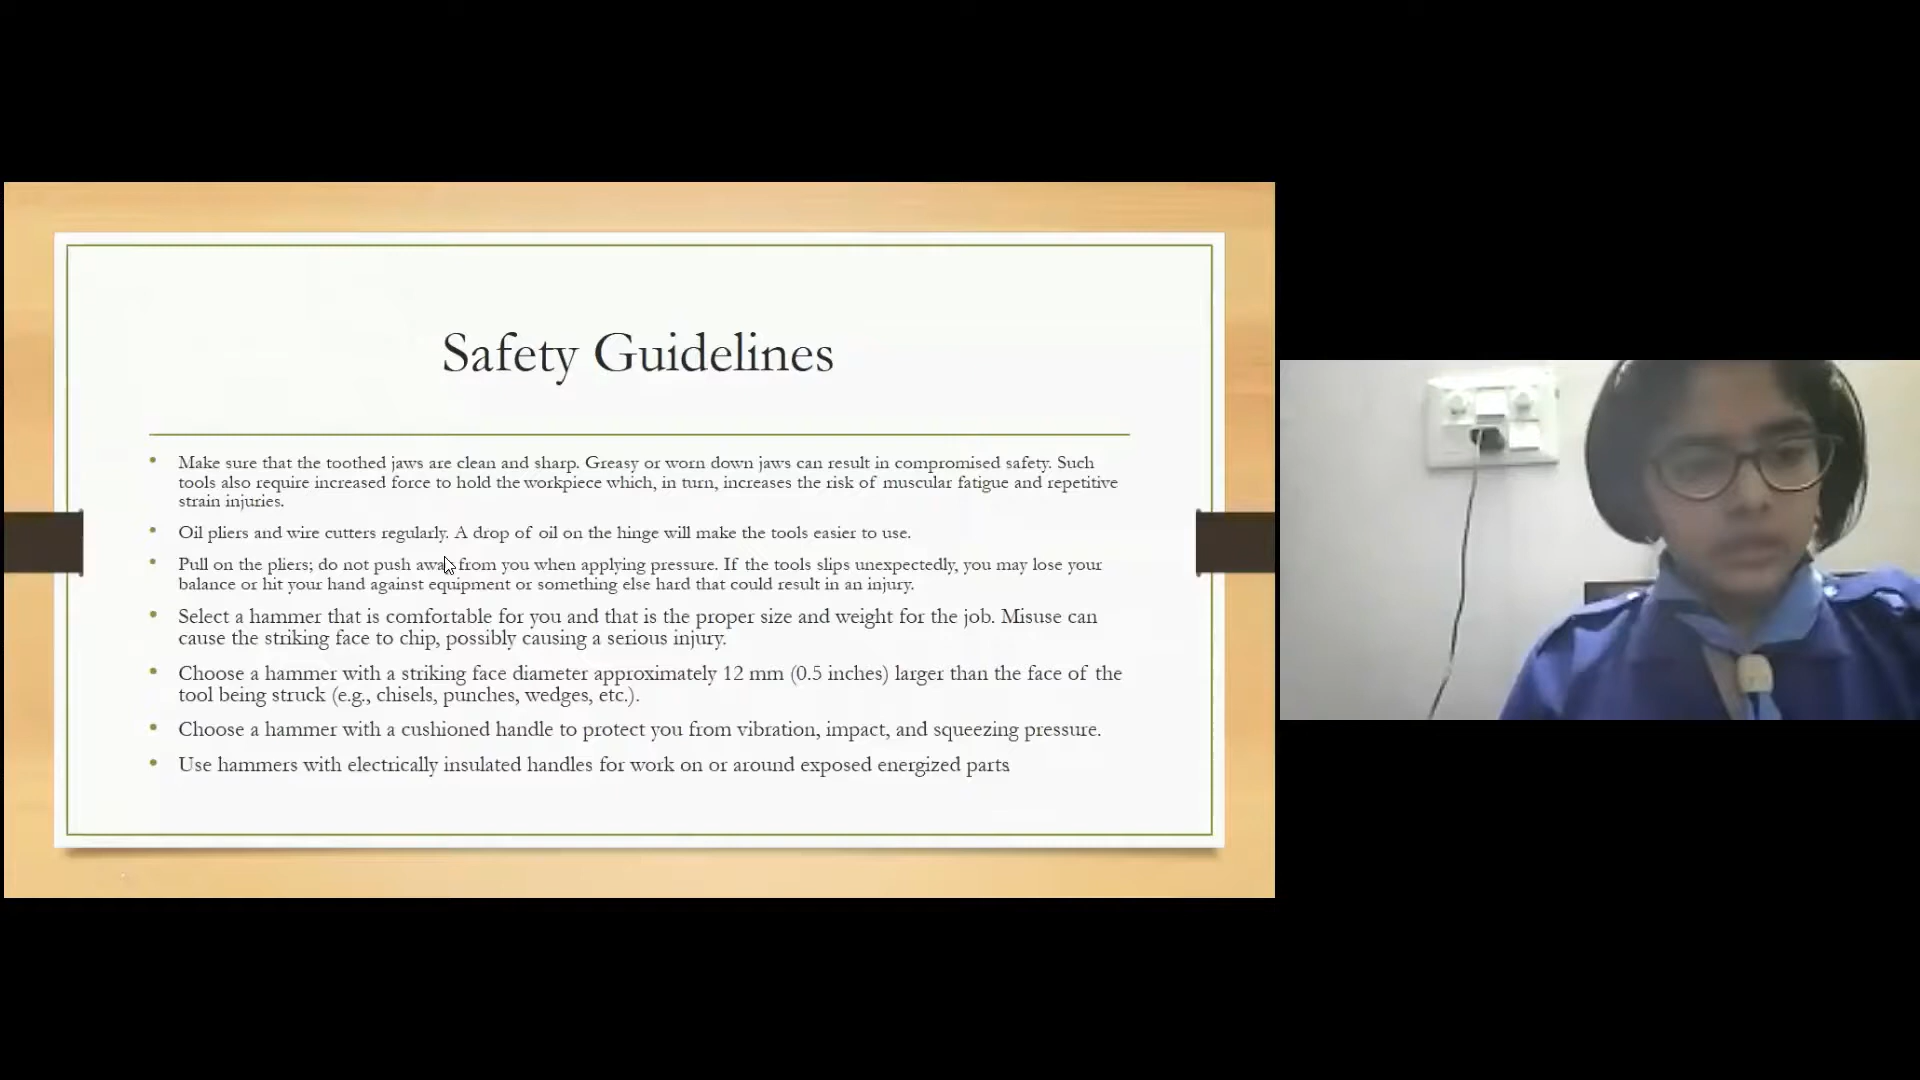 Safety Guidelines
• Make sure that the toothed jaws are clean and sharp. Greasy or worn down jaws can result in compromised safety. Such
tools also require increased force to hold the workpiece which, in turn, increases the risk of muscular fatigue and repetitive
strain injuries.
• Oil pliers and wire cutters regularly. A drop of oil on the hinge will make the tools easier to use.
• Pull on the pliers; do not push away from you when applying pressure. If the tools slips unexpectedly, you may lose your
balance or hit your hand against equipment or something else hard that could result in an injury.
• Select a hammer that is comfortable for you and that is the proper size and weight for the job. Misuse can
cause the striking face to chip, possibly causing a serious injury.
• Choose a hammer with a striking face diameter approximately 12 mm (0.5 inches) larger than the face of the
tool being struck (e.g., chisels, punches, wedges, etc.).
• Choose a hammer with a cushioned handle to protect you from vibration, impact, and squeezing pressure.
• Use hammers with electrically insulated handles for work on or around exposed energized parts